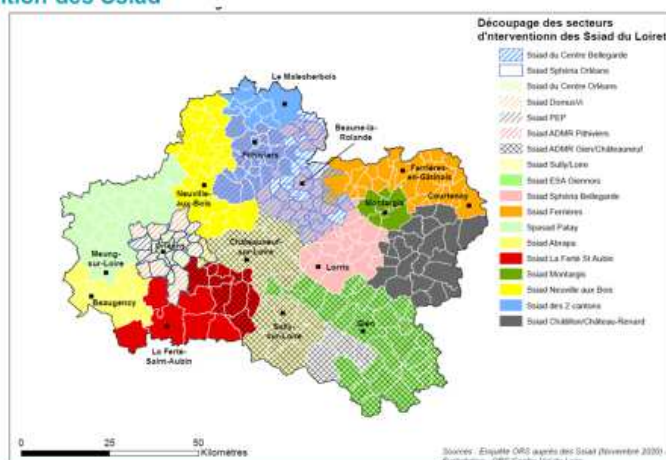 ition des Ssiad
Découpage des secteurs
d'ntervention des Ssiad du Loiret
Ssiad du Centre Bellegarde
Ssiad Sphéria Orléans
Ssiad du Centre Orléans
Ssiad DomusVi
Ssiad PEP
Ssiad ADMR Pithiviers
Ssiad ADMR Gien/Châteauneuf
Ssiad Sully/Loire
Ssiad ESA Giennois
Ssiad Sphéria Bellegarde
Ssiad Ferrières
Spasad Patay
Ssiad Abrapa
Ssiad La Ferté St Aubin
Ssiad Montargis
Ssiad Neuville aux Bois
Ssiad des 2 cantons
Ssiad Châtillon/Château-Renard
Le Malesherbois
Beaune-la-
Rolande
Pithiviers
Ferrières-
en-Gâtinais
Neuville-
aux-Bois
Montargis
Courtenay
Châteauneuf-
sur-Loire
Meung-
sur-Loire
Orléans
Lorris
Beaugency
Sully-
sur-Loire
Gien
La Ferté-
Saint-Aubin
0 25 50
Kilomètres
Sources : Enquête ORS auprès des Ssiad (Novembre 2020)